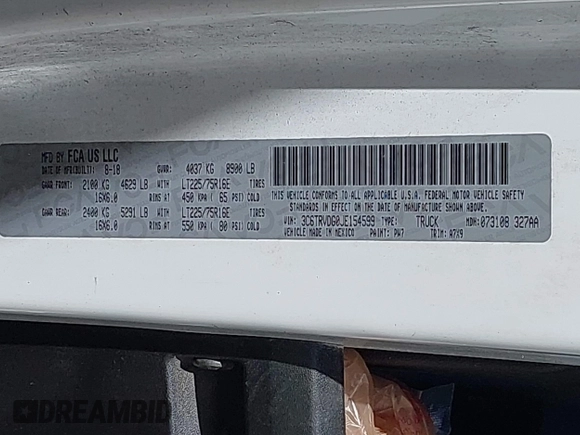 MFD BY FCA US LLC
DATE OF MFR(BUILT): 8-18 GVWR: 4037 KG 8900 LB
GAWR FRONT: 2100 KG 4629 LB WITH LT225/75R16E TIRES
16X6.0 RIMS AT 450 KPA ( 65 PSI) COLD
GAWR REAR: 2400 KG 5291 LB WITH LT225/75R16E TIRES
16X6.0 RIMS AT 550 KPA ( 80 PSI) COLD
THIS VEHICLE CONFORMS TO ALL APPLICABLE U.S.A. FEDERAL MOTOR VEHICLE SAFETY
STANDARDS IN EFFECT ON THE DATE OF MANUFACTURE SHOWN ABOVE.
VIN: 3C6TRVDG0JE154599 TYPE: TRUCK MDH: 073108 327AA
VEHICLE MADE IN MEXICO PAINT: PW7 TRIM: A7X9
DREAMBID